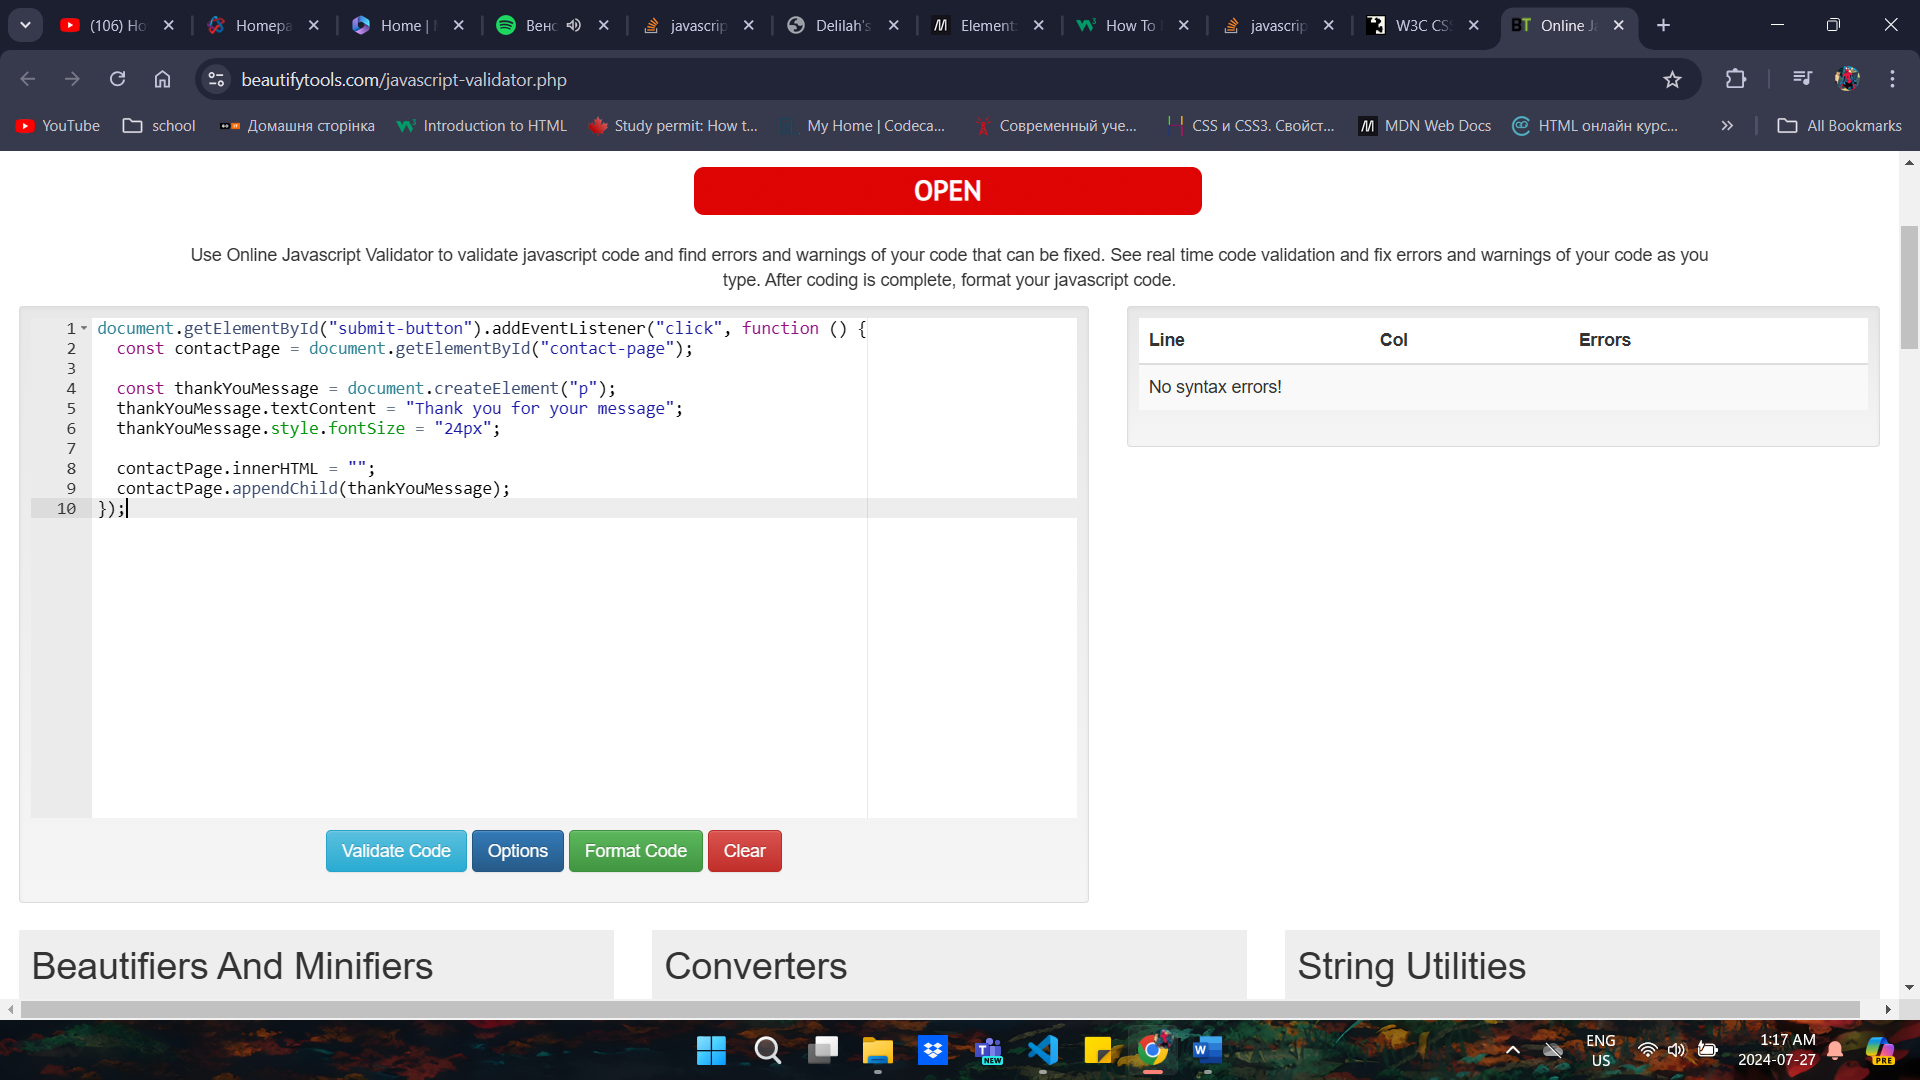 (106) Ho
Homepa
Home |
Венс
javascrip
Delilah's
Element:
How To
javascrip
W3C CS
Online Ja
beautifytools.com/javascript-validator.php
YouTube
school
Домашня сторінка
Introduction to HTML
Study permit: How t...
My Home | Codeca...
Современный уче...
CSS и CSS3. Свойст...
MDN Web Docs
HTML онлайн курс...
All Bookmarks
OPEN
Use Online Javascript Validator to validate javascript code and find errors and warnings of your code that can be fixed. See real time code validation and fix errors and warnings of your code as you
type. After coding is complete, format your javascript code.
1 document.getElementById("submit-button").addEventListener("click", function () {
2 const contactPage = document.getElementById("contact-page");
3
4 const thankYouMessage = document.createElement("p");
5 thankYouMessage.textContent = "Thank you for your message";
6 thankYouMessage.style.fontSize = "24px";
7
8 contactPage.innerHTML = "";
9 contactPage.appendChild(thankYouMessage);
10 });
Line Col Errors
No syntax errors!
Validate Code
Options
Format Code
Clear
Beautifiers And Minifiers
Converters
String Utilities
ENG
US
1:17 AM
2024-07-27